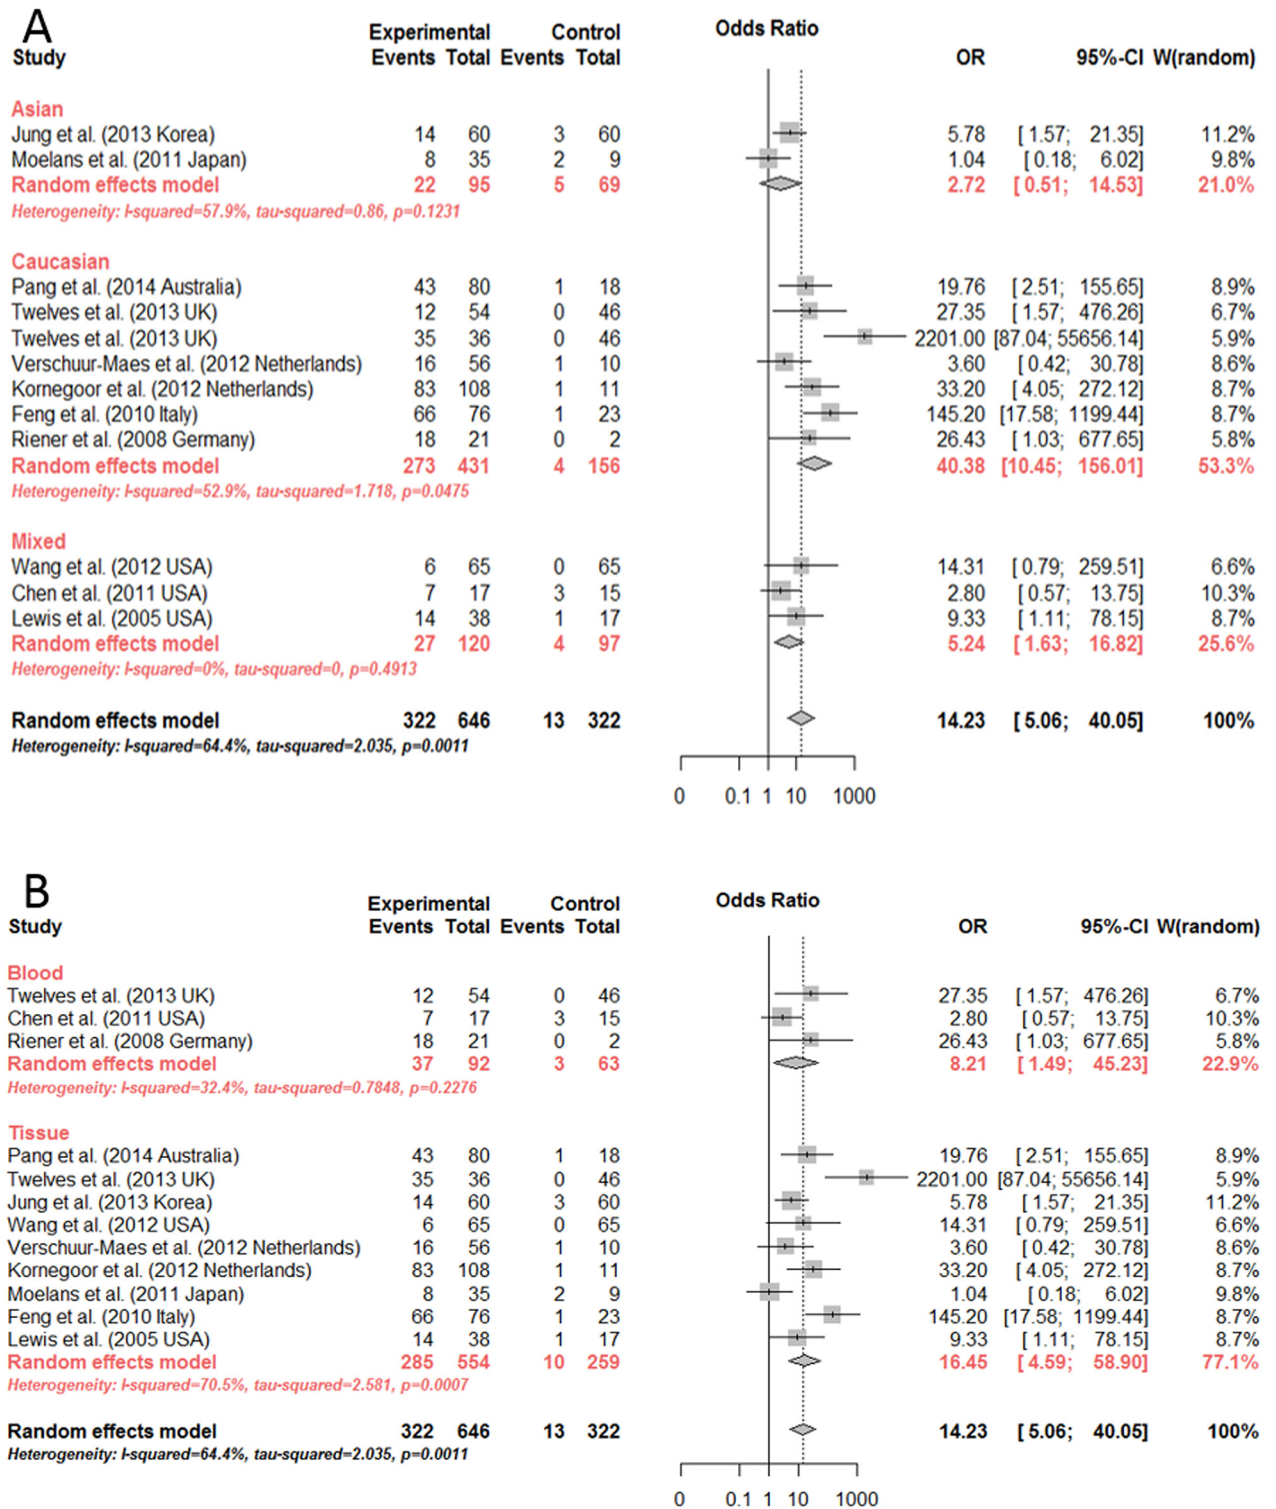 A
Experimental Control Odds Ratio
Study Events Total Events Total OR 95%-CI W(random)
Asian
Jung et al. (2013 Korea) 14 60 3 60 5.78 [1.57; 21.35] 11.2%
Moelans et al. (2011 Japan) 8 35 2 9 1.04 [0.18; 6.02] 9.8%
Random effects model 22 95 5 69 2.72 [0.51; 14.53] 21.0%
Heterogeneity: I-squared=57.9%, tau-squared=0.86, p=0.1231
Caucasian
Pang et al. (2014 Australia) 43 80 1 18 19.76 [2.51; 155.65] 8.9%
Twelves et al. (2013 UK) 12 54 0 46 27.35 [1.57; 476.26] 6.7%
Twelves et al. (2013 UK) 35 36 0 46 2201.00 [87.04; 55656.14] 5.9%
Verschuur-Maes et al. (2012 Netherlands) 16 56 1 10 3.60 [0.42; 30.78] 8.6%
Kornegoor et al. (2012 Netherlands) 83 108 1 11 33.20 [4.05; 272.12] 8.7%
Feng et al. (2010 Italy) 66 76 1 23 145.20 [17.58; 1199.44] 8.7%
Riener et al. (2008 Germany) 18 21 0 2 26.43 [1.03; 677.65] 5.8%
Random effects model 273 431 4 156 40.38 [10.45; 156.01] 53.3%
Heterogeneity: I-squared=52.9%, tau-squared=1.718, p=0.0475
Mixed
Wang et al. (2012 USA) 6 65 0 65 14.31 [0.79; 259.51] 6.6%
Chen et al. (2011 USA) 7 17 3 15 2.80 [0.57; 13.75] 10.3%
Lewis et al. (2005 USA) 14 38 1 17 9.33 [1.11; 78.15] 8.7%
Random effects model 27 120 4 97 5.24 [1.63; 16.82] 25.6%
Heterogeneity: I-squared=0%, tau-squared=0, p=0.4913
Random effects model 322 646 13 322 14.23 [5.06; 40.05] 100%
Heterogeneity: I-squared=64.4%, tau-squared=2.035, p=0.0011
0 0.1 1 10 1000
B
Experimental Control Odds Ratio
Study Events Total Events Total OR 95%-CI W(random)
Blood
Twelves et al. (2013 UK) 12 54 0 46 27.35 [1.57; 476.26] 6.7%
Chen et al. (2011 USA) 7 17 3 15 2.80 [0.57; 13.75] 10.3%
Riener et al. (2008 Germany) 18 21 0 2 26.43 [1.03; 677.65] 5.8%
Random effects model 37 92 3 63 8.21 [1.49; 45.23] 22.9%
Heterogeneity: I-squared=32.4%, tau-squared=0.7848, p=0.2276
Tissue
Pang et al. (2014 Australia) 43 80 1 18 19.76 [2.51; 155.65] 8.9%
Twelves et al. (2013 UK) 35 36 0 46 2201.00 [87.04; 55656.14] 5.9%
Jung et al. (2013 Korea) 14 60 3 60 5.78 [1.57; 21.35] 11.2%
Wang et al. (2012 USA) 6 65 0 65 14.31 [0.79; 259.51] 6.6%
Verschuur-Maes et al. (2012 Netherlands) 16 56 1 10 3.60 [0.42; 30.78] 8.6%
Kornegoor et al. (2012 Netherlands) 83 108 1 11 33.20 [4.05; 272.12] 8.7%
Moelans et al. (2011 Japan) 8 35 2 9 1.04 [0.18; 6.02] 9.8%
Feng et al. (2010 Italy) 66 76 1 23 145.20 [17.58; 1199.44] 8.7%
Lewis et al. (2005 USA) 14 38 1 17 9.33 [1.11; 78.15] 8.7%
Random effects model 285 554 10 259 16.45 [4.59; 58.90] 77.1%
Heterogeneity: I-squared=70.5%, tau-squared=2.581, p=0.0007
Random effects model 322 646 13 322 14.23 [5.06; 40.05] 100%
Heterogeneity: I-squared=64.4%, tau-squared=2.035, p=0.0011
0 0.1 1 10 1000